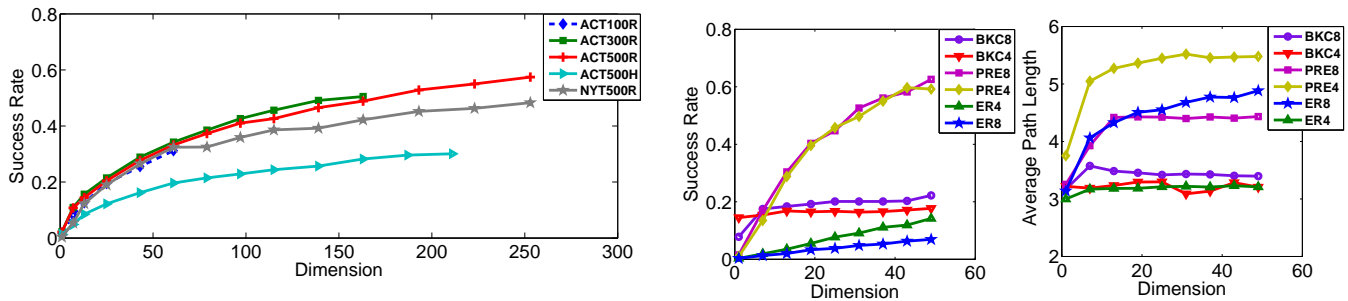 0.8
0.6
0.4
0.2
0
Success Rate
0 50 100 150 200 250 300
Dimension
ACT100R
ACT300R
ACT500R
ACT500H
NYT500R
0.8
0.6
0.4
0.2
0
Success Rate
0 20 40 60
Dimension
BKC8
BKC4
PRE8
PRE4
ER4
ER8
6
5
4
3
2
Average Path Length
0 20 40 60
Dimension
BKC8
BKC4
PRE8
PRE4
ER8
ER4